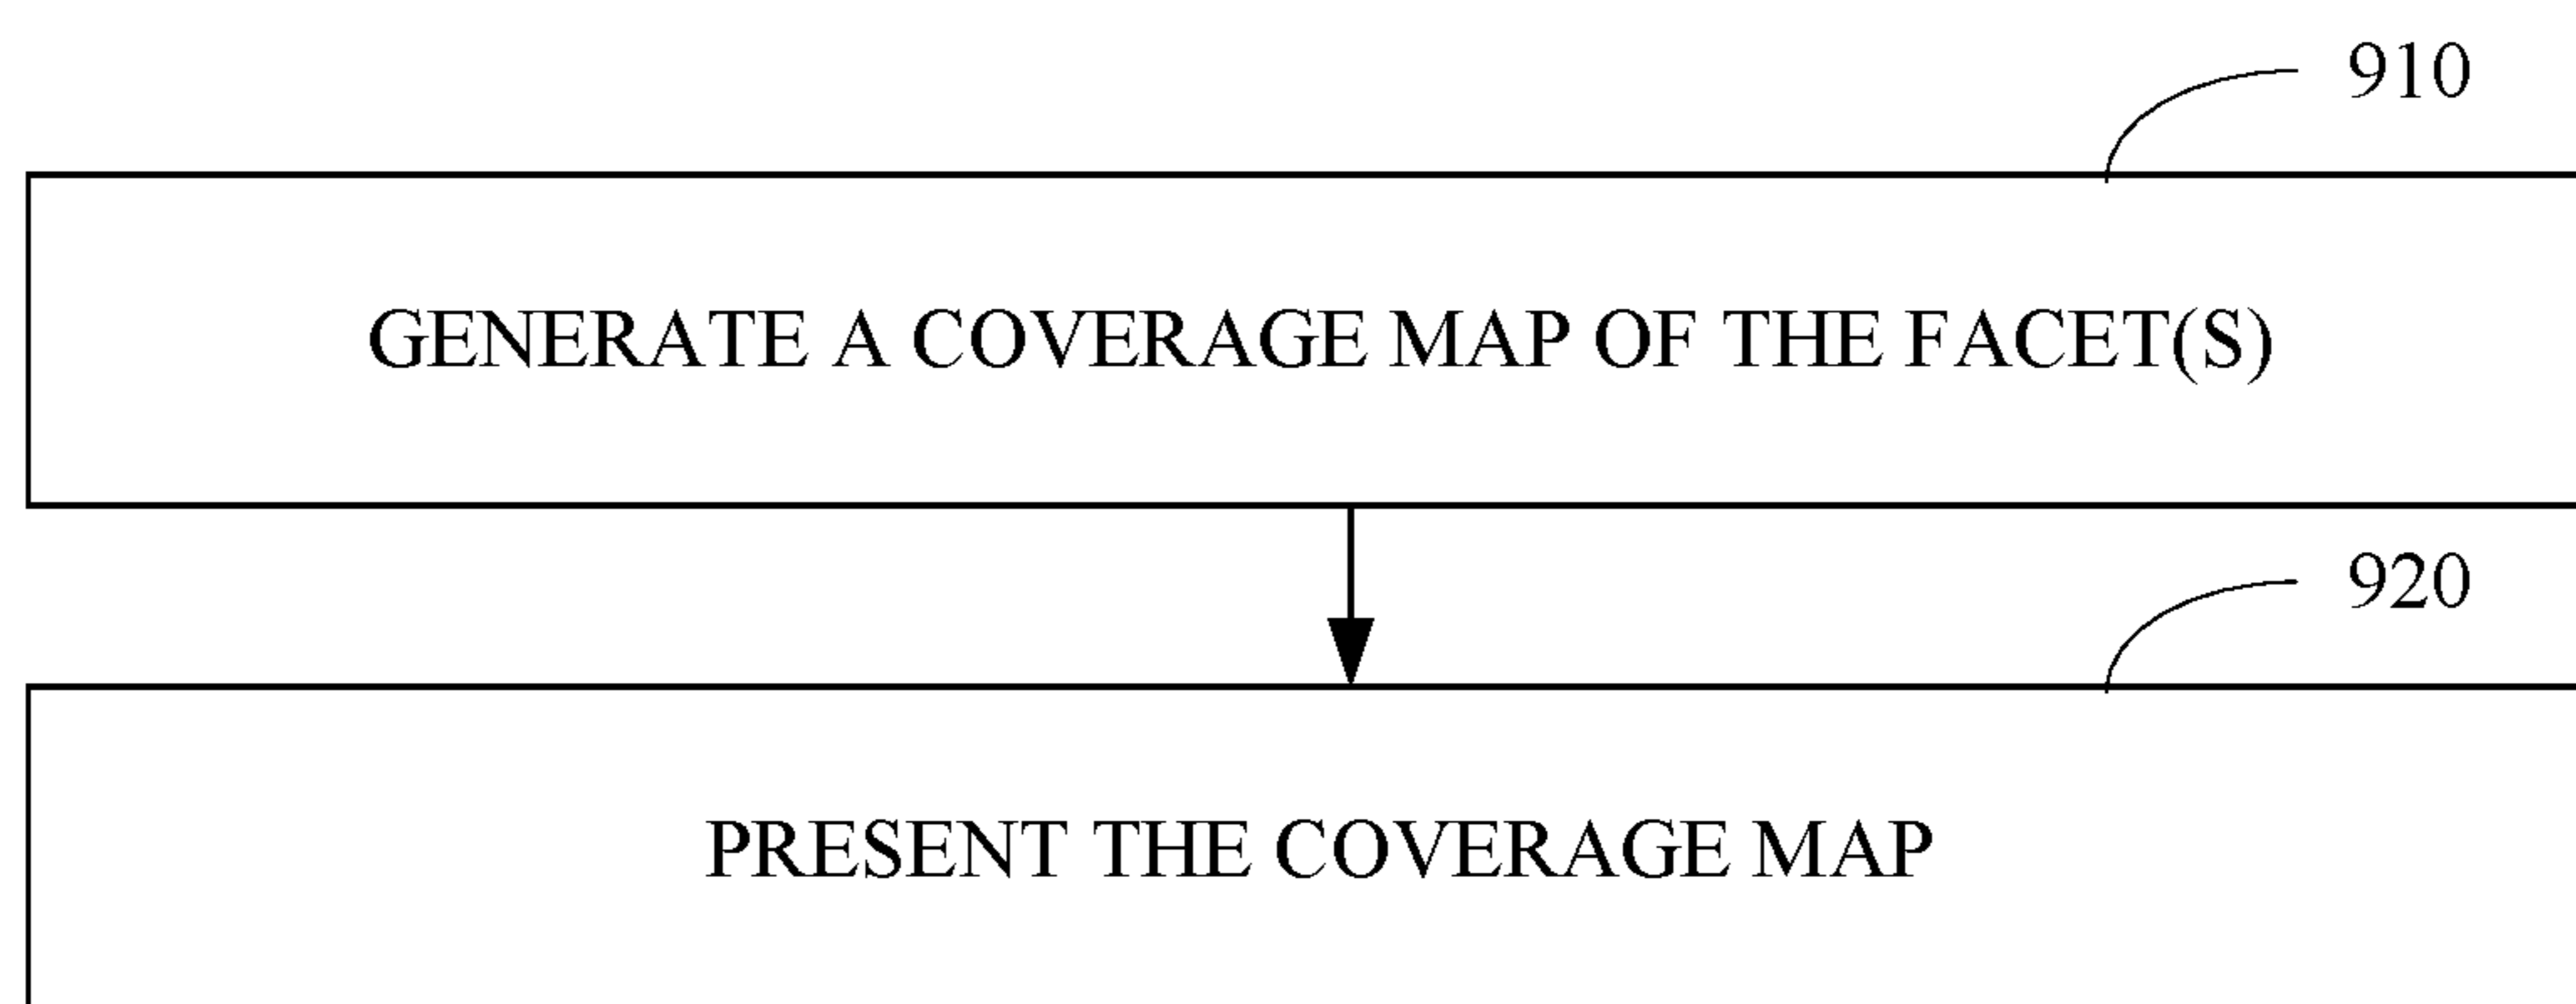 910
GENERATE A COVERAGE MAP OF THE FACET(S)
920
PRESENT THE COVERAGE MAP